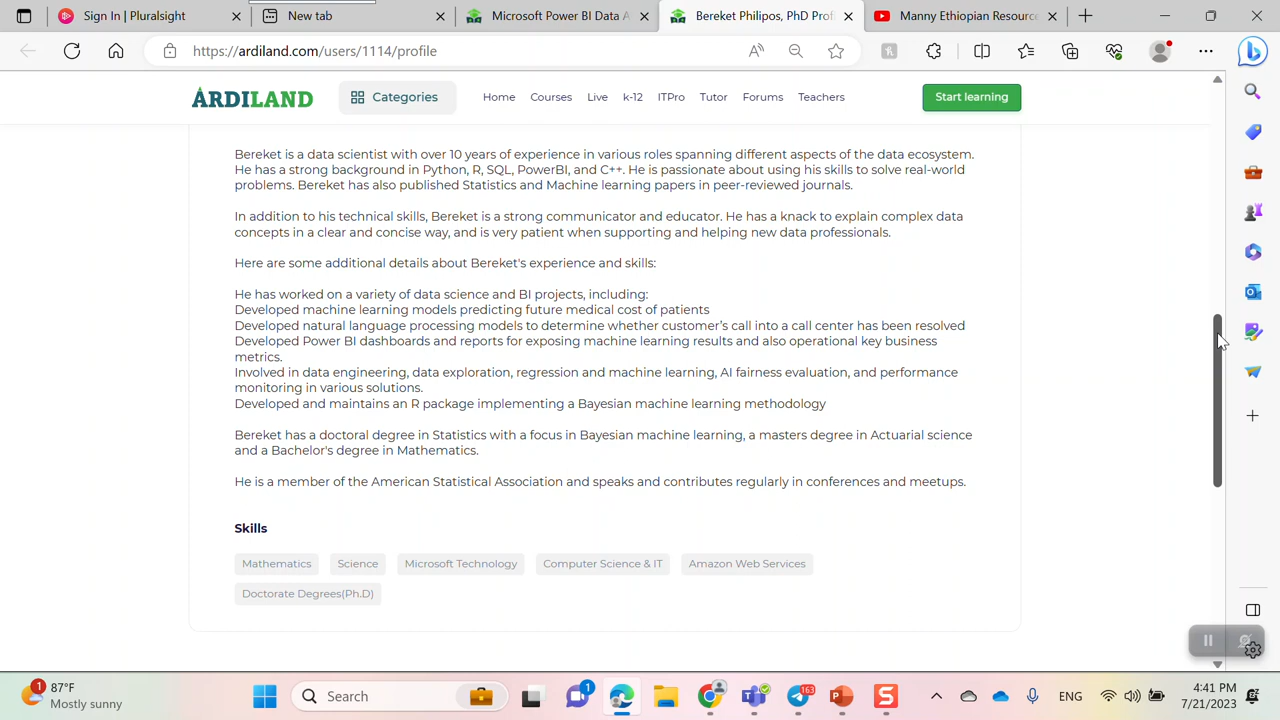 Sign In | Pluralsight
New tab
Microsoft Power BI Data A
Bereket Philipos, PhD Prof
Manny Ethiopian Resource
https://ardiland.com/users/1114/profile
ARDILAND
Categories
Home
Courses
Live
k-12
ITPro
Tutor
Forums
Teachers
Start learning
Bereket is a data scientist with over 10 years of experience in various roles spanning different aspects of the data ecosystem.
He has a strong background in Python, R, SQL, PowerBI, and C++. He is passionate about using his skills to solve real-world
problems. Bereket has also published Statistics and Machine learning papers in peer-reviewed journals.
In addition to his technical skills, Bereket is a strong communicator and educator. He has a knack to explain complex data
concepts in a clear and concise way, and is very patient when supporting and helping new data professionals.
Here are some additional details about Bereket's experience and skills:
He has worked on a variety of data science and BI projects, including:
Developed machine learning models predicting future medical cost of patients
Developed natural language processing models to determine whether customer’s call into a call center has been resolved
Developed Power BI dashboards and reports for exposing machine learning results and also operational key business
metrics.
Involved in data engineering, data exploration, regression and machine learning, AI fairness evaluation, and performance
monitoring in various solutions.
Developed and maintains an R package implementing a Bayesian machine learning methodology
Bereket has a doctoral degree in Statistics with a focus in Bayesian machine learning, a masters degree in Actuarial science
and a Bachelor's degree in Mathematics.
He is a member of the American Statistical Association and speaks and contributes regularly in conferences and meetups.
Skills
Mathematics
Science
Microsoft Technology
Computer Science & IT
Amazon Web Services
Doctorate Degrees(Ph.D)
1
87°F
Mostly sunny
Search
1
163
ENG
4:41 PM
7/21/2023